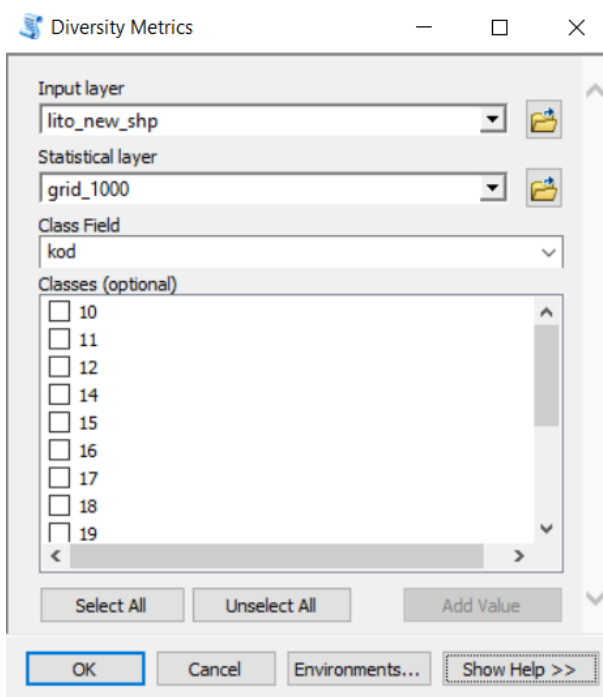 Diversity Metrics
Input layer
lito_new_shp
Statistical layer
grid_1000
Class Field
kod
Classes (optional)
10
11
12
14
15
16
17
18
19
Select All Unselect All Add Value
OK Cancel Environments... Show Help >>